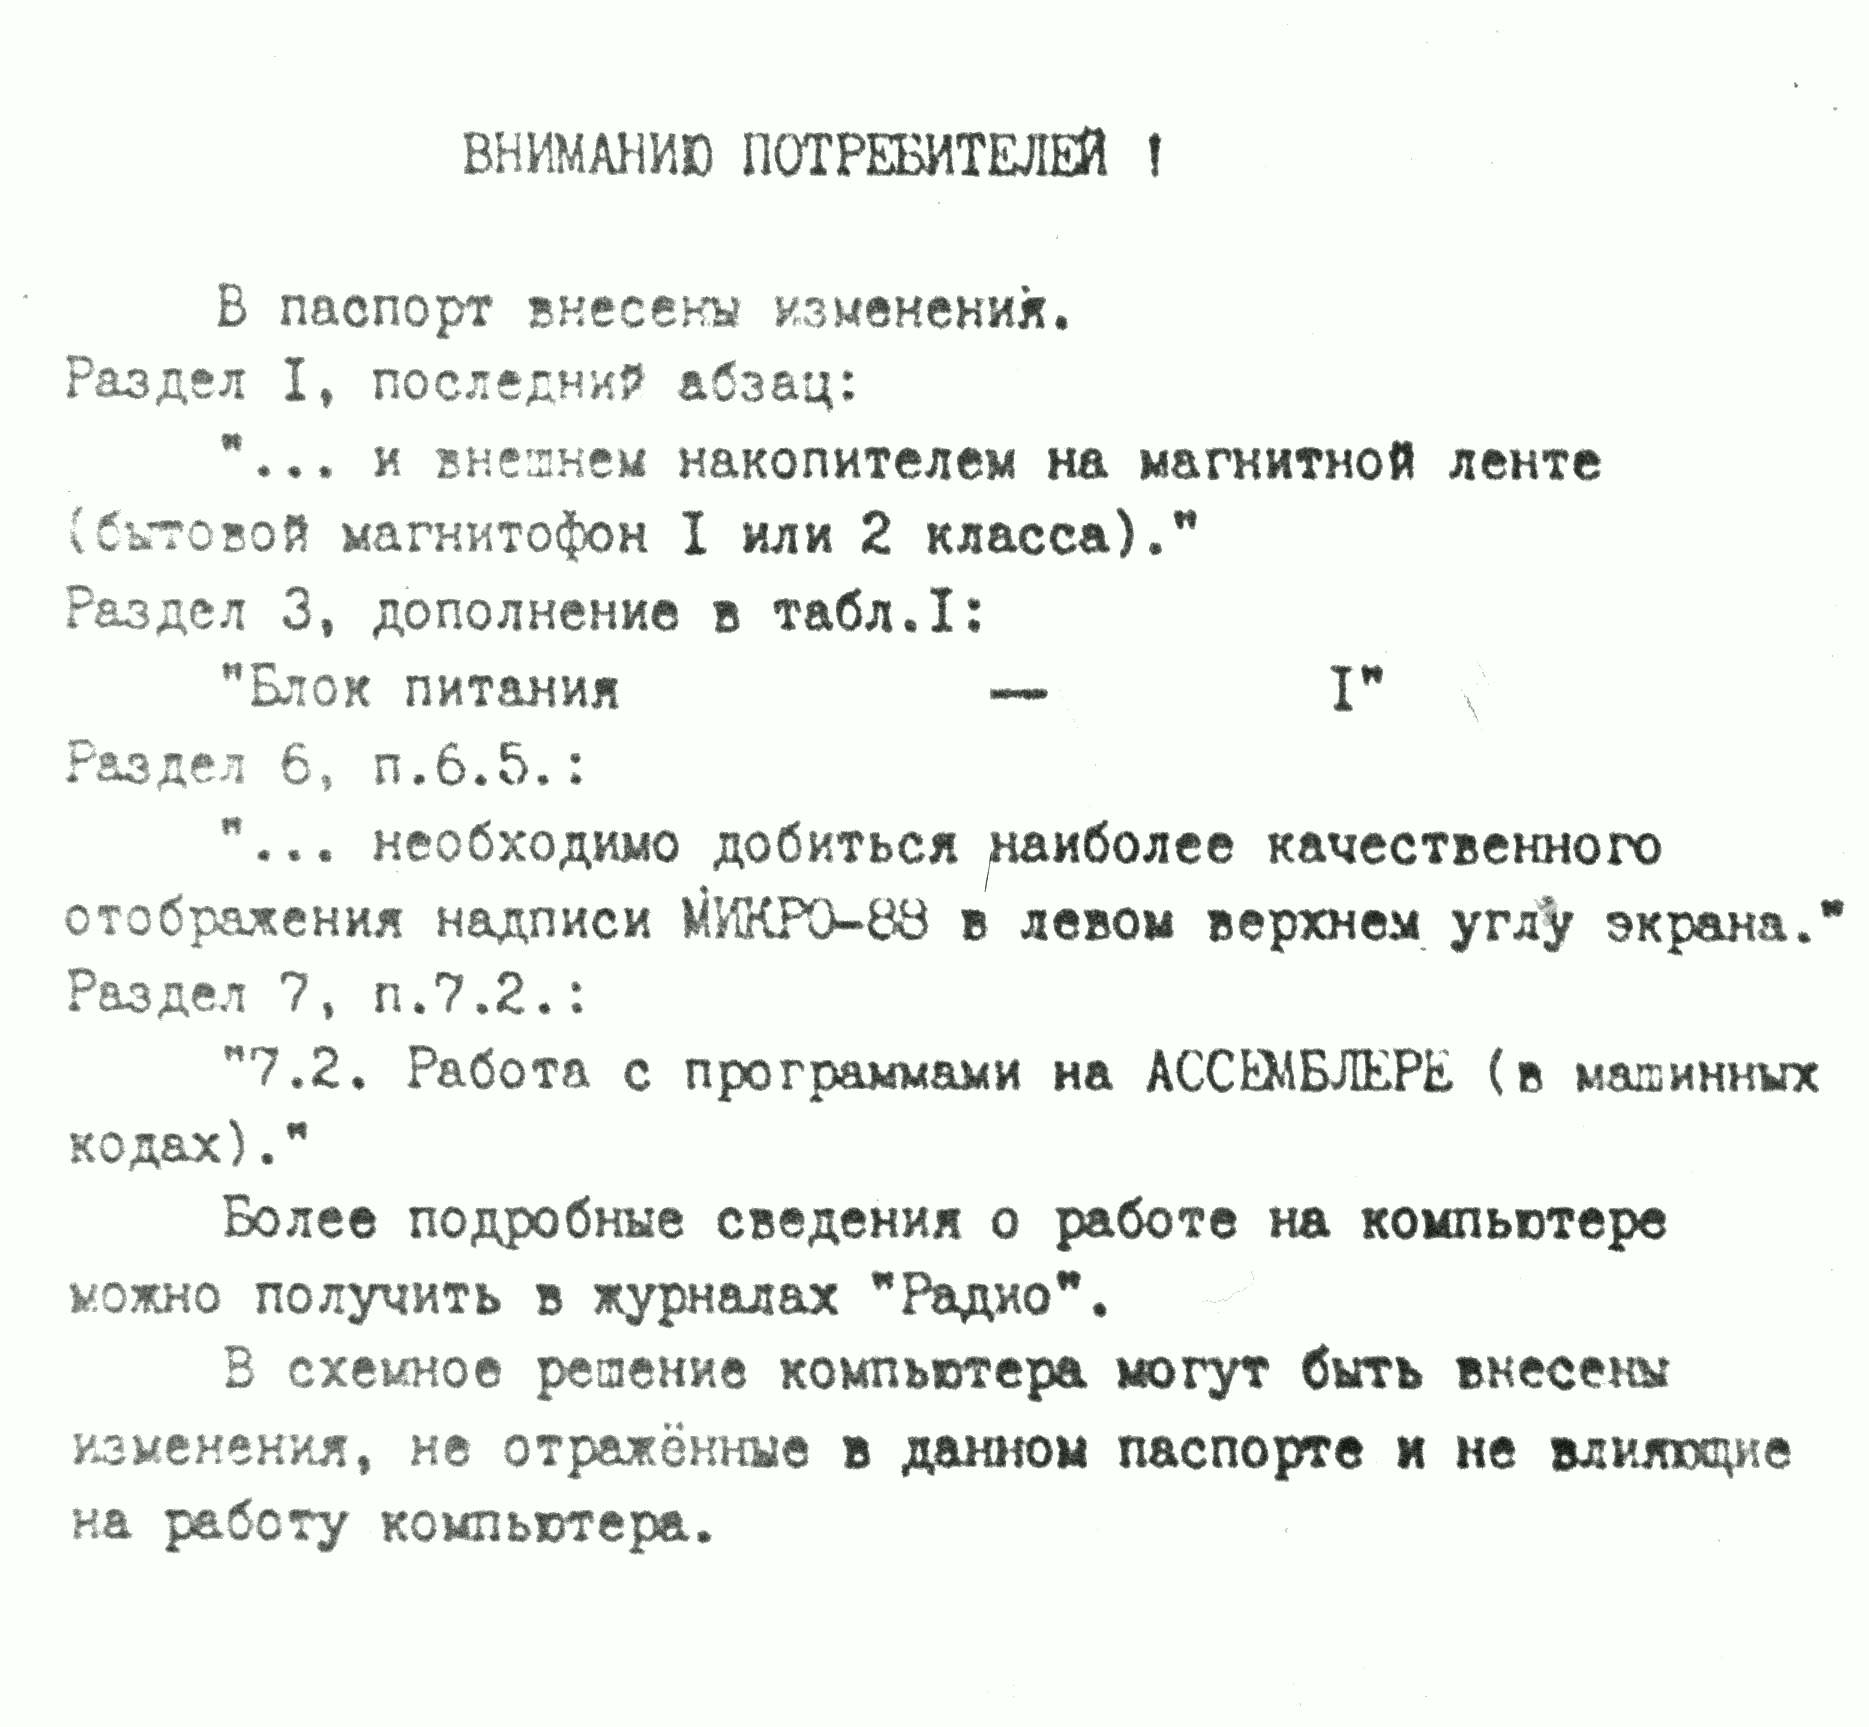 ВНИМАНИЮ ПОТРЕБИТЕЛЕЙ !
В паспорт внесены изменения.
Раздел I, последний абзац:
"... и внешнем накопителем на магнитной ленте
(бытовой магнитофон I или 2 класса)."
Раздел 3, дополнение в табл.I:
"Блок питания — I"
Раздел 6, п.6.5.:
"... необходимо добиться наиболее качественного
отображения надписи МИКРО-88 в левом верхнем углу экрана."
Раздел 7, п.7.2.:
"7.2. Работа с программами на АССЕМБЛЕРЕ (в машинных
кодах)."
Более подробные сведения о работе на компьютере
можно получить в журналах "Радио".
В схемное решение компьютера могут быть внесены
изменения, не отражённые в данном паспорте и не влияющие
на работу компьютера.